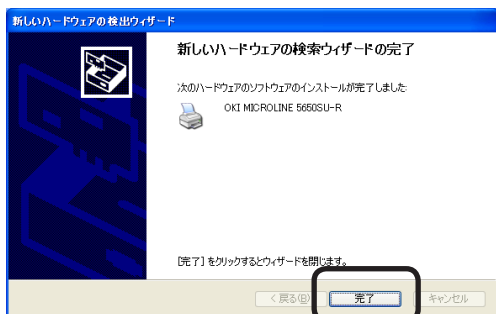 新しいハードウェアの検出ウィザード
新しいハードウェアの検索ウィザードの完了
次のハードウェアのソフトウェアのインストールが完了しました:
OKI MICROLINE 5650SU-R
[完了] をクリックするとウィザードを閉じます。
< 戻る(B) 完了 キャンセル